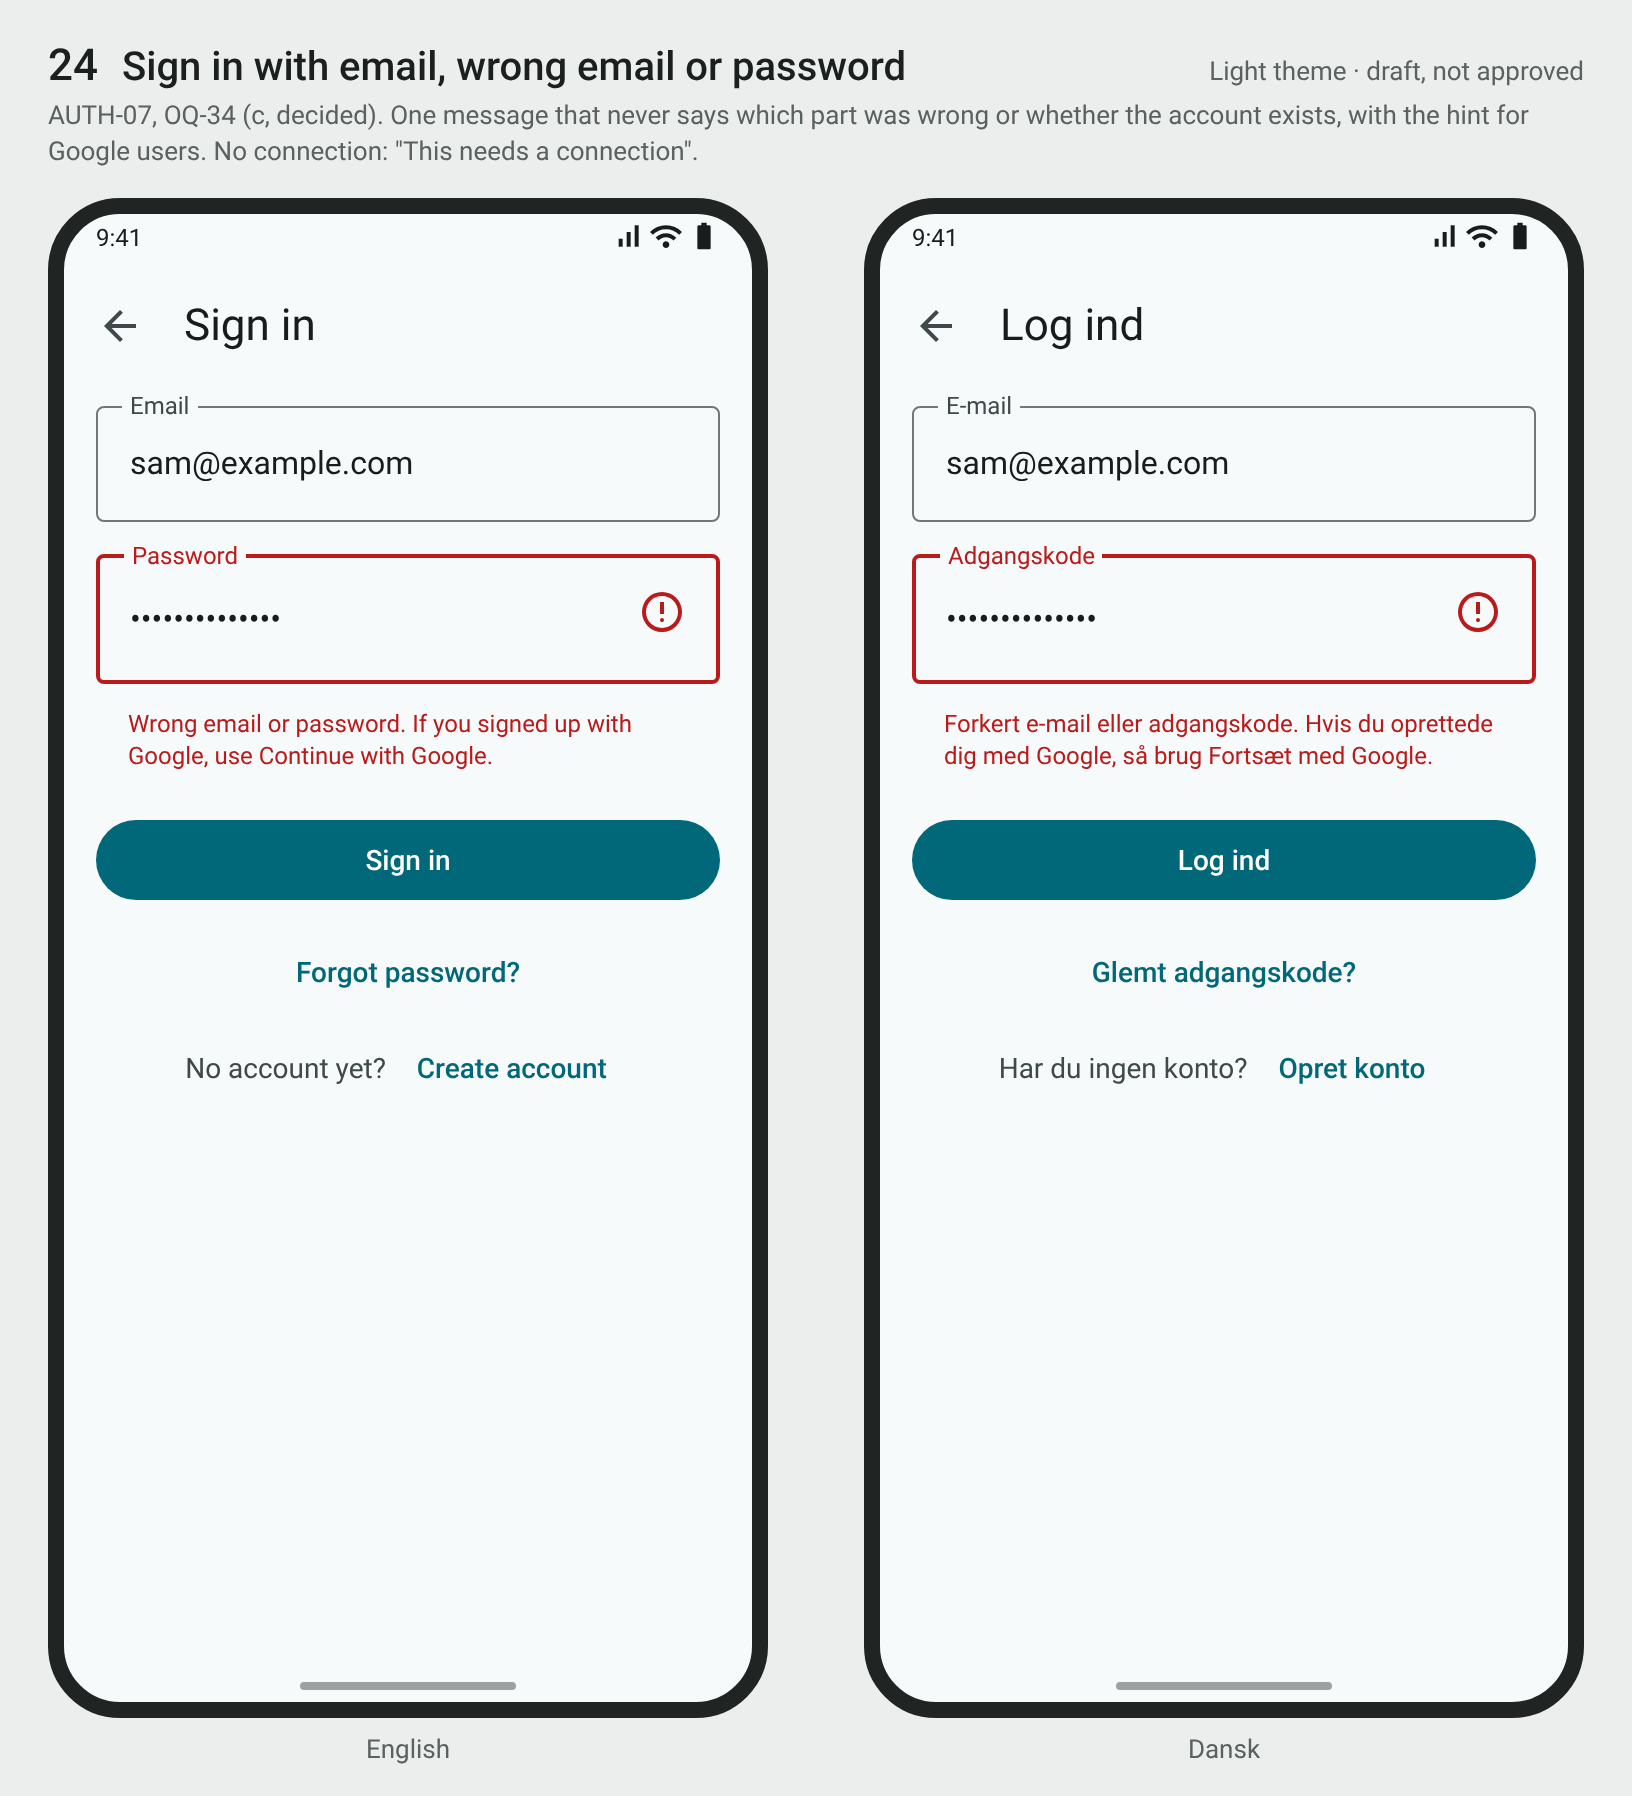 24 Sign in with email, wrong email or password
Light theme · draft, not approved
AUTH-07, OQ-34 (c, decided). One message that never says which part was wrong or whether the account exists, with the hint for
Google users. No connection: "This needs a connection".
9:41
Sign in
Email
sam@example.com
Password
••••••••••••••
Wrong email or password. If you signed up with
Google, use Continue with Google.
Sign in
Forgot password?
No account yet? Create account
English
9:41
Log ind
E-mail
sam@example.com
Adgangskode
••••••••••••••
Forkert e-mail eller adgangskode. Hvis du oprettede
dig med Google, så brug Fortsæt med Google.
Log ind
Glemt adgangskode?
Har du ingen konto? Opret konto
Dansk